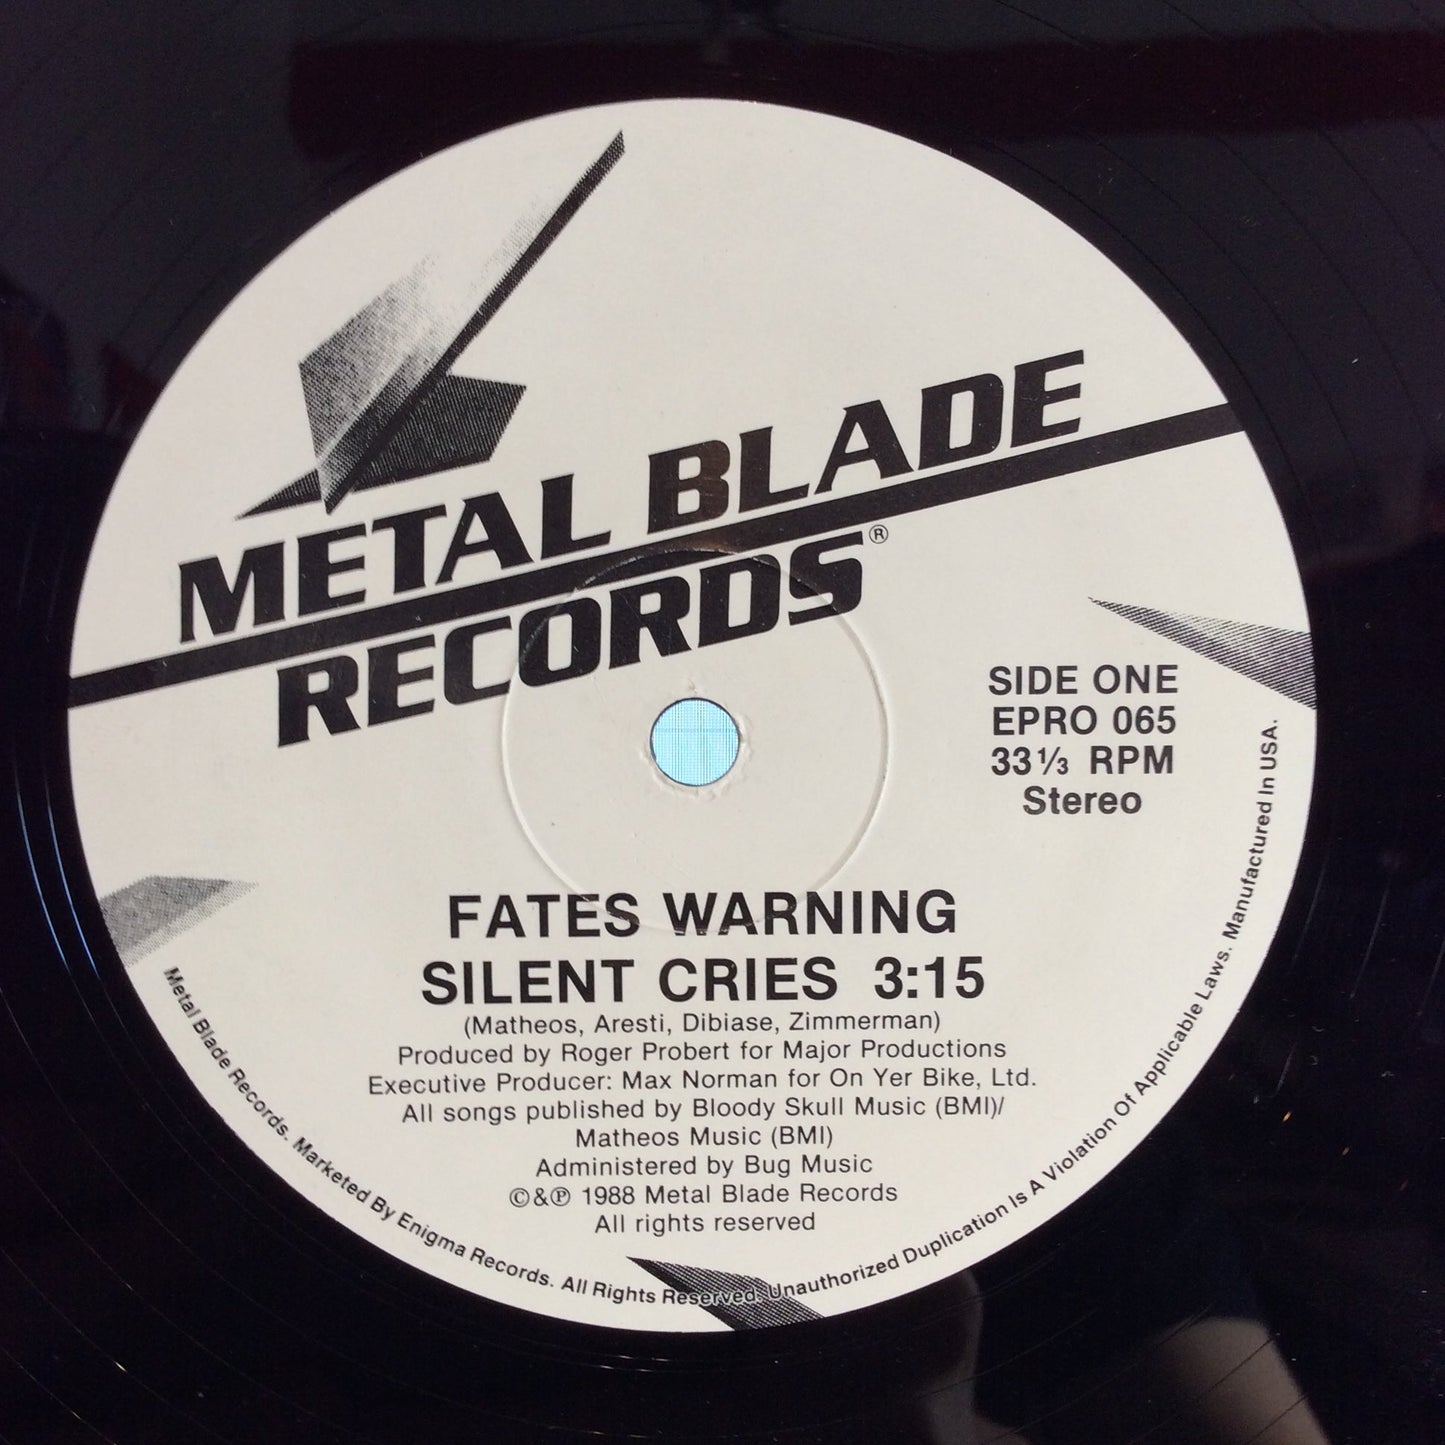 METAL BLADE
RECORDS®
SIDE ONE
EPRO 065
33 1/3 RPM
Stereo
FATES WARNING
SILENT CRIES 3:15
(Matheos, Aresti, Dibiase, Zimmerman)
Produced by Roger Probert for Major Productions
Executive Producer: Max Norman for On Yer Bike, Ltd.
All songs published by Bloody Skull Music (BMI)/
Matheos Music (BMI)
Administered by Bug Music
©&℗ 1988 Metal Blade Records
All rights reserved
Metal Blade Records. Marketed By Enigma Records. All Rights Reserved. Unauthorized Duplication Is A Violation Of Applicable Laws. Manufactured In USA.